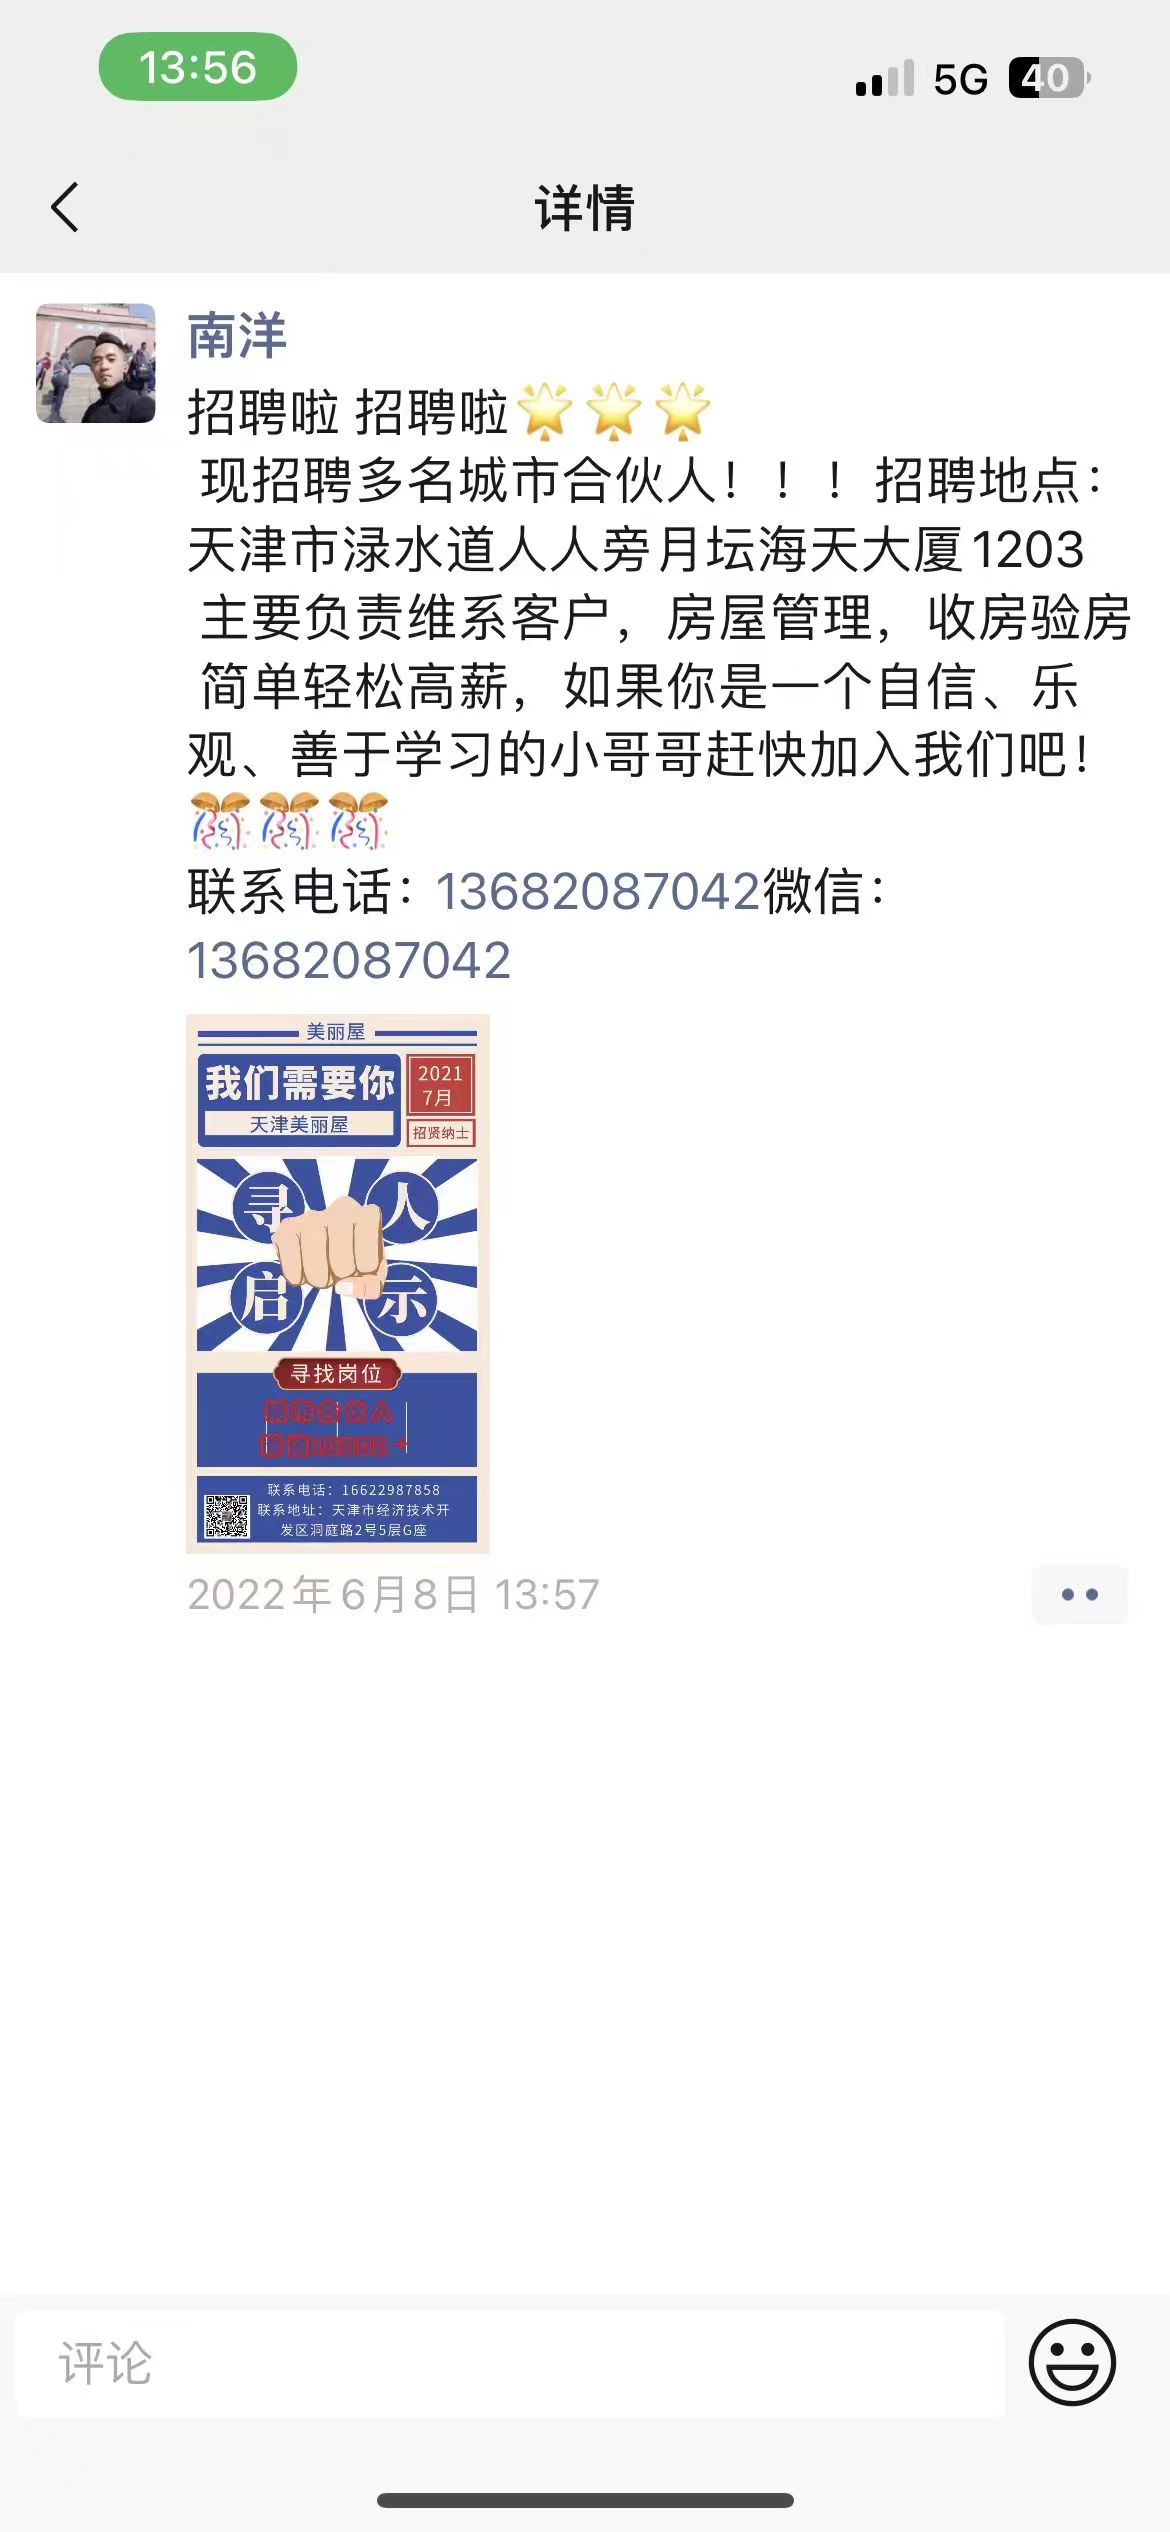 13:56
5G 40
详情
南洋
招聘啦 招聘啦🌟🌟🌟
现招聘多名城市合伙人！！！招聘地点：
天津市渌水道人人旁月坛海天大厦1203
主要负责维系客户，房屋管理，收房验房
简单轻松高薪，如果你是一个自信、乐
观、善于学习的小哥哥赶快加入我们吧！
🎊🎊🎊
联系电话：13682087042微信：
13682087042
美丽屋
我们需要你
天津美丽屋
2021
7月
招贤纳士
寻人
启示
寻找岗位
城市合伙人
联系电话：16622987858
联系地址：天津市经济技术开
发区洞庭路2号5层G座
2022年6月8日 13:57
评论